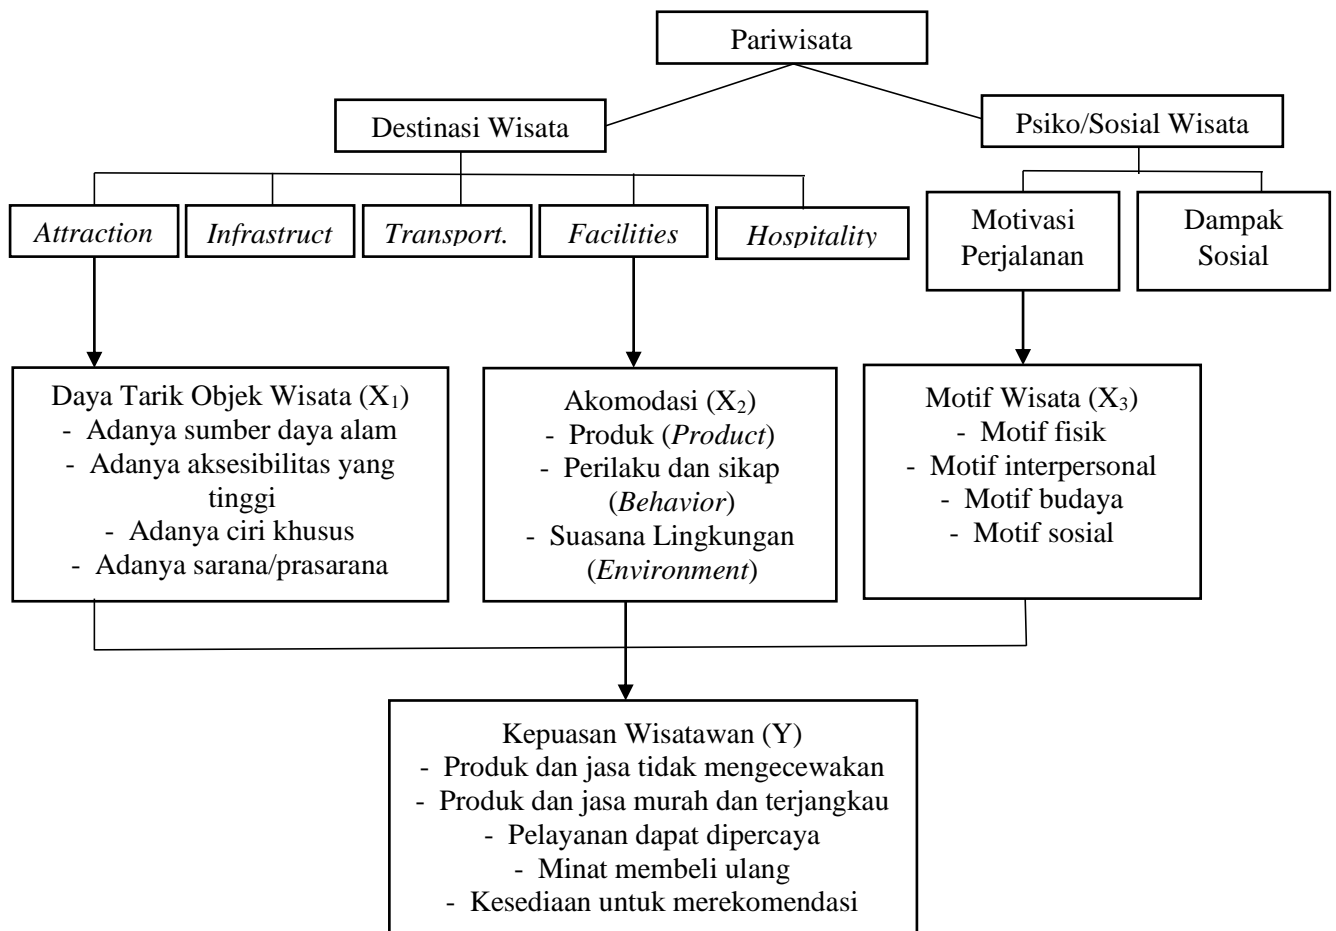 Pariwisata
Destinasi Wisata
Psiko/Sosial Wisata
Attraction
Infrastruct
Transport.
Facilities
Hospitality
Motivasi
Perjalanan
Dampak
Sosial
Daya Tarik Objek Wisata (X₁)
- Adanya sumber daya alam
- Adanya aksesibilitas yang
tinggi
- Adanya ciri khusus
- Adanya sarana/prasarana
Akomodasi (X₂)
- Produk (Product)
- Perilaku dan sikap
(Behavior)
- Suasana Lingkungan
(Environment)
Motif Wisata (X₃)
- Motif fisik
- Motif interpersonal
- Motif budaya
- Motif sosial
Kepuasan Wisatawan (Y)
- Produk dan jasa tidak mengecewakan
- Produk dan jasa murah dan terjangkau
- Pelayanan dapat dipercaya
- Minat membeli ulang
- Kesediaan untuk merekomendasi